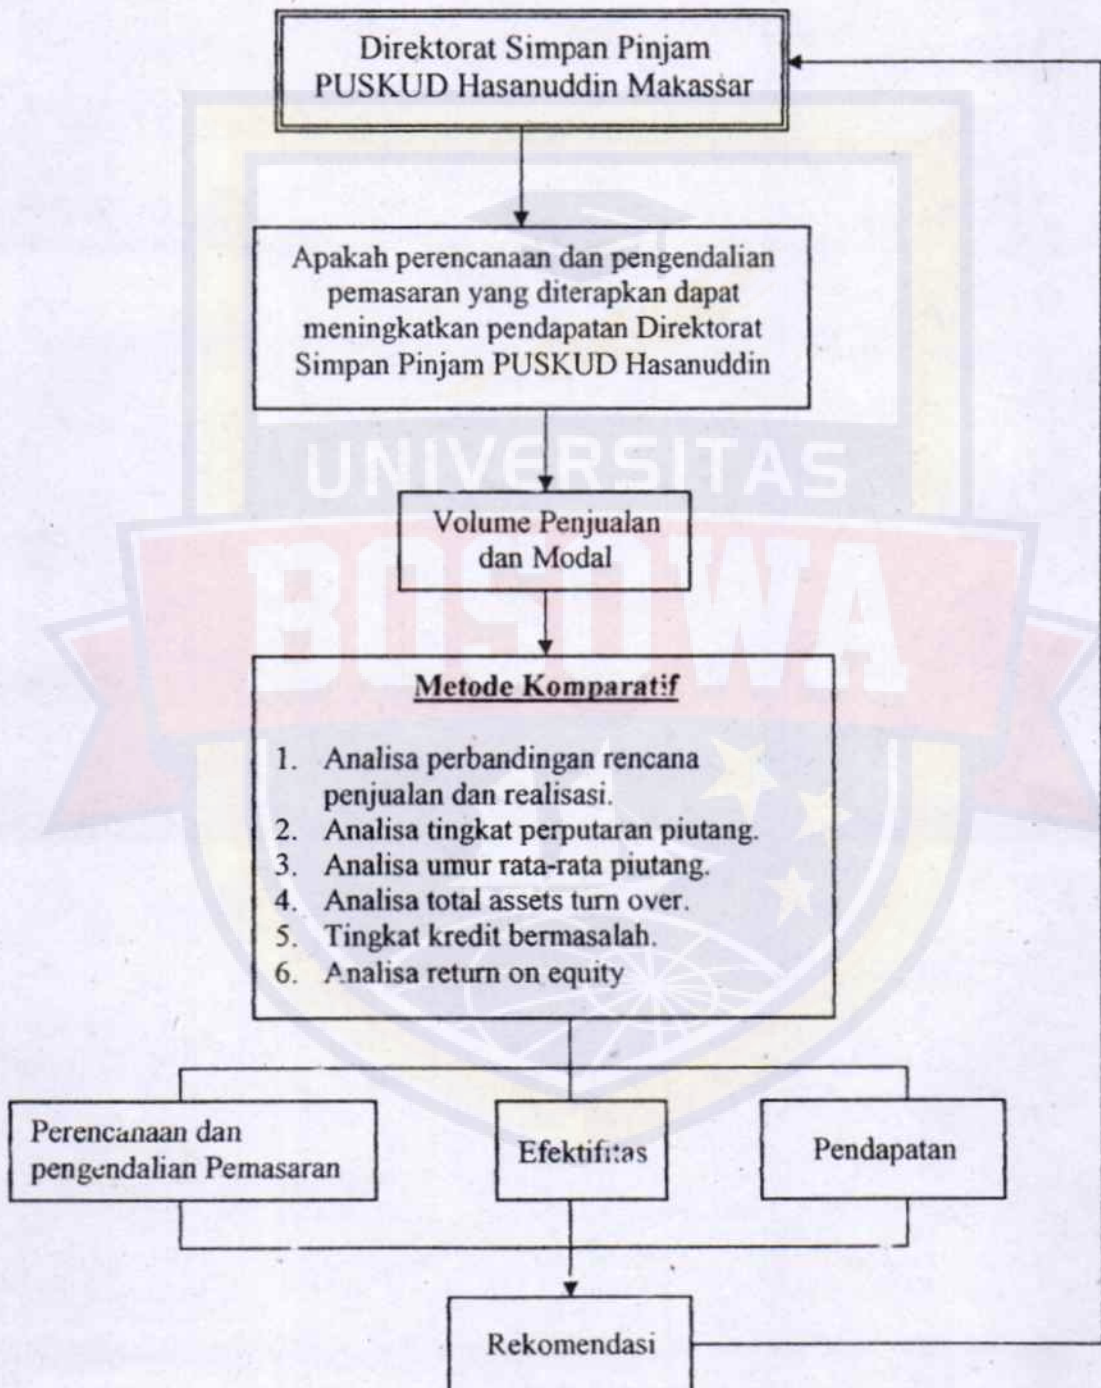 Direktorat Simpan Pinjam
PUSKUD Hasanuddin Makassar
Apakah perencanaan dan pengendalian
pemasaran yang diterapkan dapat
meningkatkan pendapatan Direktorat
Simpan Pinjam PUSKUD Hasanuddin
UNIVERSITAS
Volume Penjualan
dan Modal
BOSOWA
Metode Komparatif
1. Analisa perbandingan rencana
penjualan dan realisasi.
2. Analisa tingkat perputaran piutang.
3. Analisa umur rata-rata piutang.
4. Analisa total assets turn over.
5. Tingkat kredit bermasalah.
6. Analisa return on equity
Perencanaan dan
pengendalian Pemasaran
Efektifitas
Pendapatan
Rekomendasi